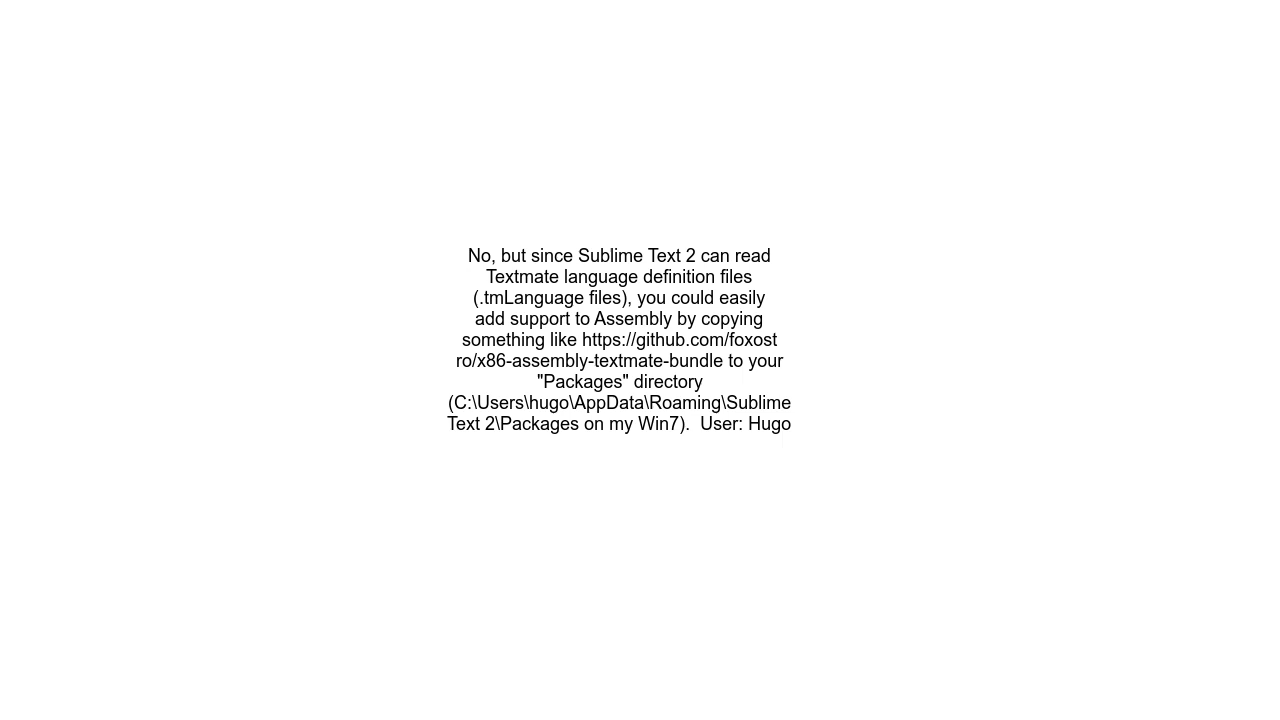 No, but since Sublime Text 2 can read
Textmate language definition files
(.tmLanguage files), you could easily
add support to Assembly by copying
something like https://github.com/foxost
ro/x86-assembly-textmate-bundle to your
"Packages" directory
(C:\Users\hugo\AppData\Roaming\Sublime
Text 2\Packages on my Win7).  User: Hugo